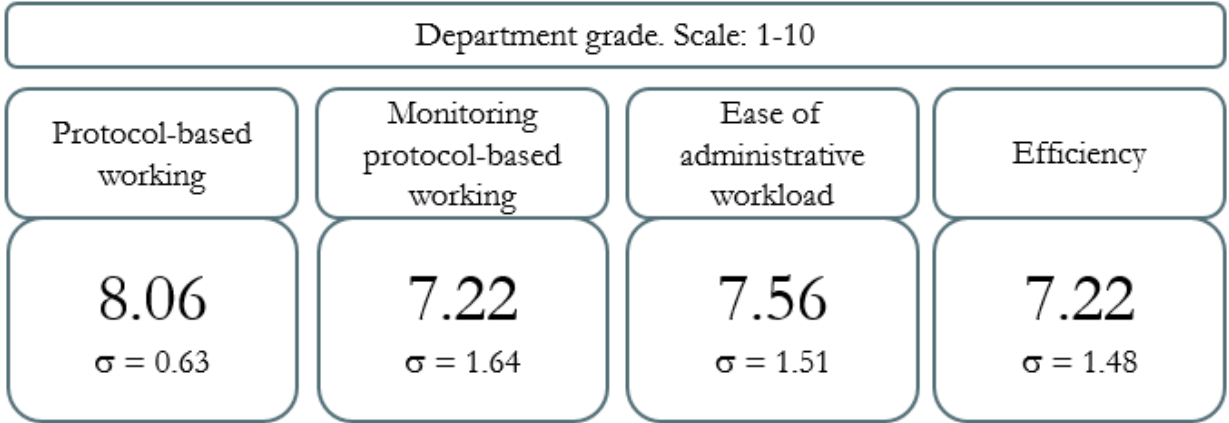 Department grade. Scale: 1-10
Protocol-based
working
Monitoring
protocol-based
working
Ease of
administrative
workload
Efficiency
8.06
σ = 0.63
7.22
σ = 1.64
7.56
σ = 1.51
7.22
σ = 1.48